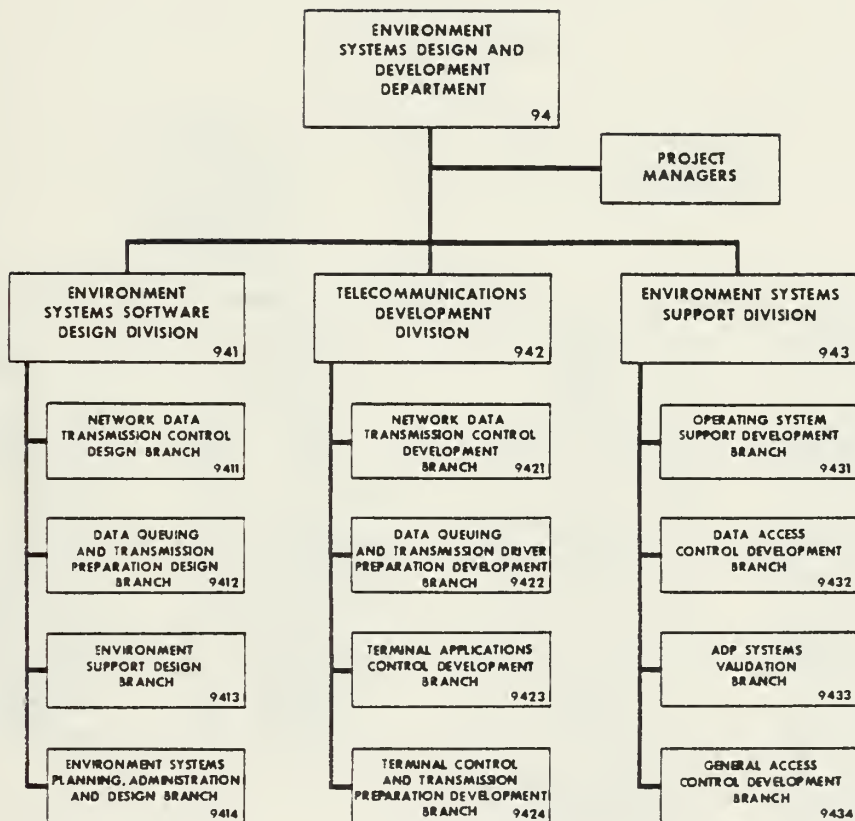 ENVIRONMENT
SYSTEMS DESIGN AND
DEVELOPMENT
DEPARTMENT
94
PROJECT
MANAGERS
ENVIRONMENT
SYSTEMS SOFTWARE
DESIGN DIVISION
941
TELECOMMUNICATIONS
DEVELOPMENT
DIVISION
942
ENVIRONMENT SYSTEMS
SUPPORT DIVISION
943
NETWORK DATA
TRANSMISSION CONTROL
DESIGN BRANCH
9411
NETWORK DATA
TRANSMISSION CONTROL
DEVELOPMENT
BRANCH
9421
OPERATING SYSTEM
SUPPORT DEVELOPMENT
BRANCH
9431
DATA QUEUING
AND TRANSMISSION
PREPARATION DESIGN
BRANCH
9412
DATA QUEUING
AND TRANSMISSION DRIVER
PREPARATION DEVELOPMENT
BRANCH
9422
DATA ACCESS
CONTROL DEVELOPMENT
BRANCH
9432
ENVIRONMENT
SUPPORT DESIGN
BRANCH
9413
TERMINAL APPLICATIONS
CONTROL DEVELOPMENT
BRANCH
9423
ADP SYSTEMS
VALIDATION
BRANCH
9433
ENVIRONMENT SYSTEMS
PLANNING, ADMINISTRATION
AND DESIGN BRANCH
9414
TERMINAL CONTROL
AND TRANSMISSION
PREPARATION DEVELOPMENT
BRANCH
9424
GENERAL ACCESS
CONTROL DEVELOPMENT
BRANCH
9434